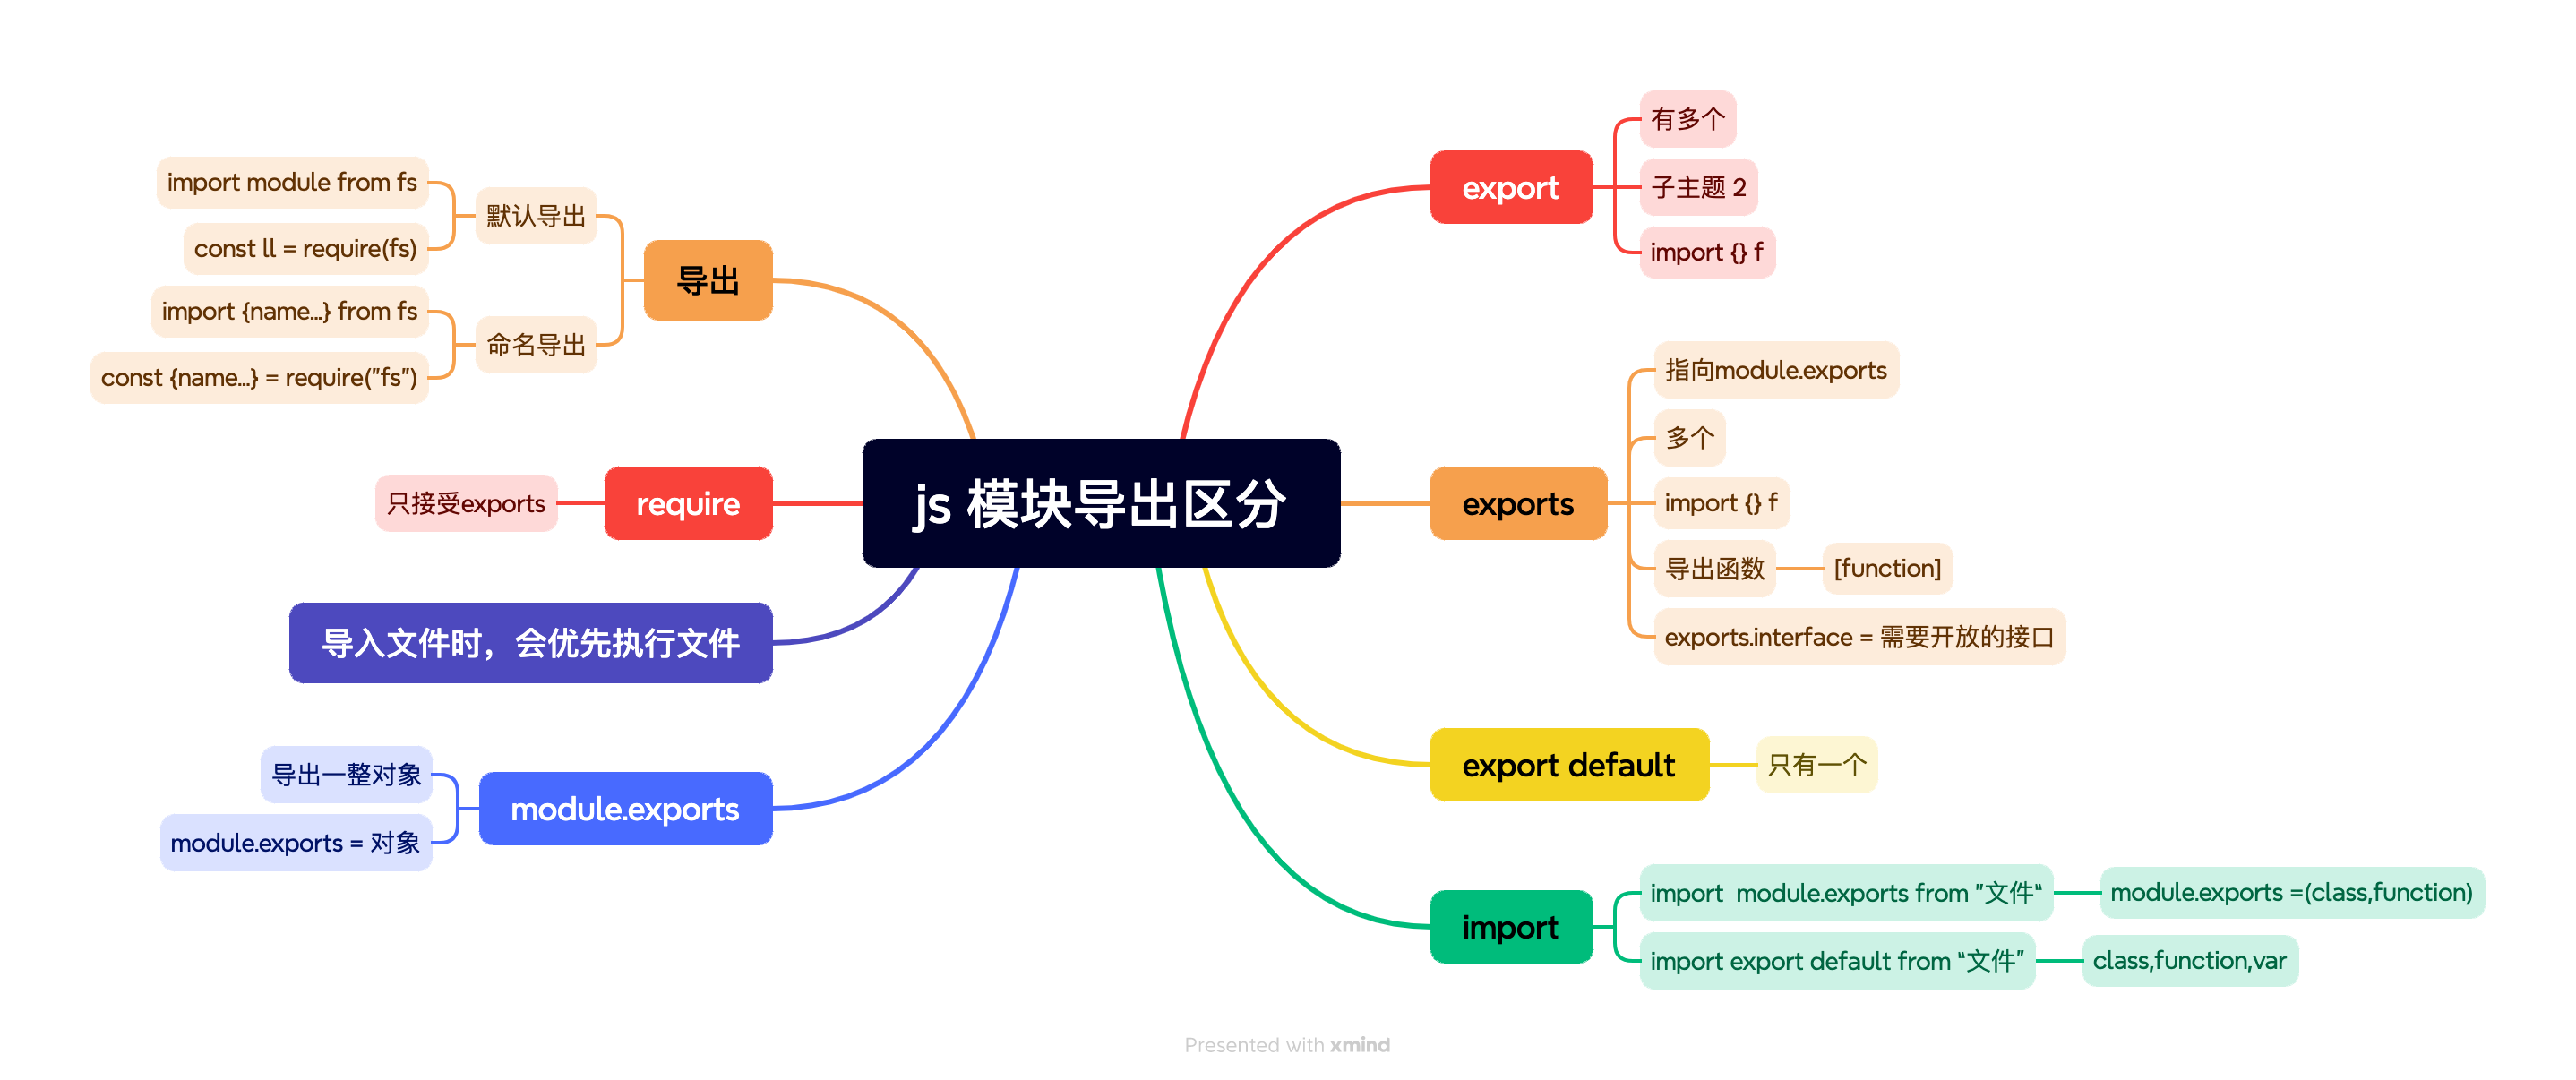 js 模块导出区分
export
有多个
子主题 2
import {} f
exports
指向module.exports
多个
import {} f
导出函数
[function]
exports.interface = 需要开放的接口
export default
只有一个
import
import  module.exports from ”文件“
module.exports =(class,function)
import export default from “文件”
class,function,var
导出
默认导出
import module from fs
const ll = require(fs)
命名导出
import {name...} from fs
const {name...} = require("fs")
require
只接受exports
导入文件时，会优先执行文件
module.exports
导出一整对象
module.exports = 对象
Presented with xmind